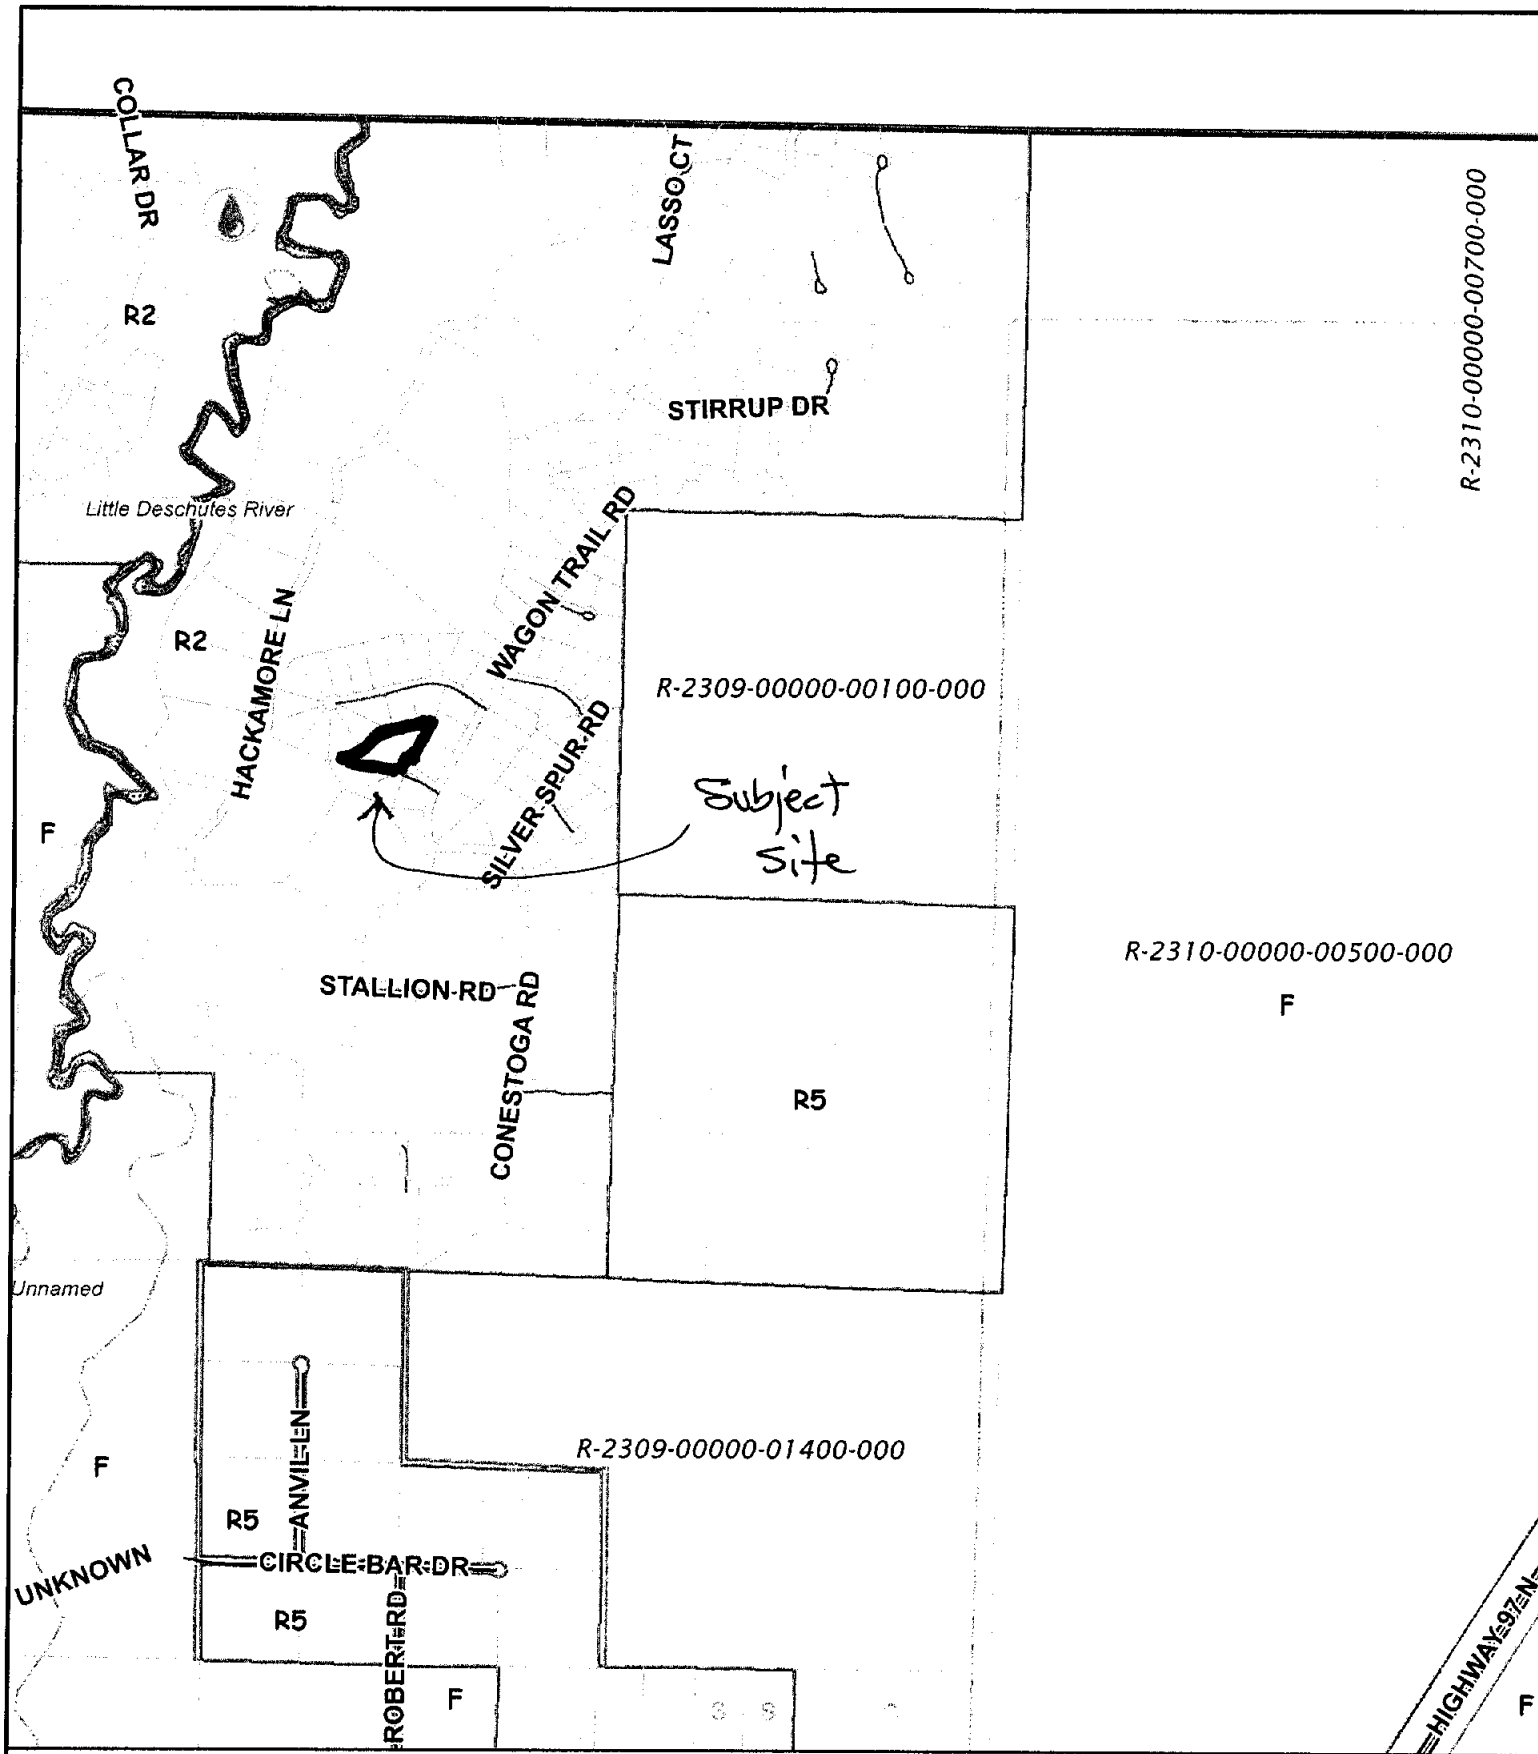 COLLAR DR
LASSO CT
R-2310-00000-00700-000
R2
STIRRUP DR
Little Deschutes River
WAGON TRAIL RD
HACKAMORE LN
R2
R-2309-00000-00100-000
SILVER SPUR RD
Subject
Site
F
R-2310-00000-00500-000
F
STALLION RD
CONESTOGA RD
R5
Unnamed
ANVIL LN
R-2309-00000-01400-000
F
R5
CIRCLE BAR DR
UNKNOWN
R5
ROBERT RD
F
HIGHWAY 97 N
F